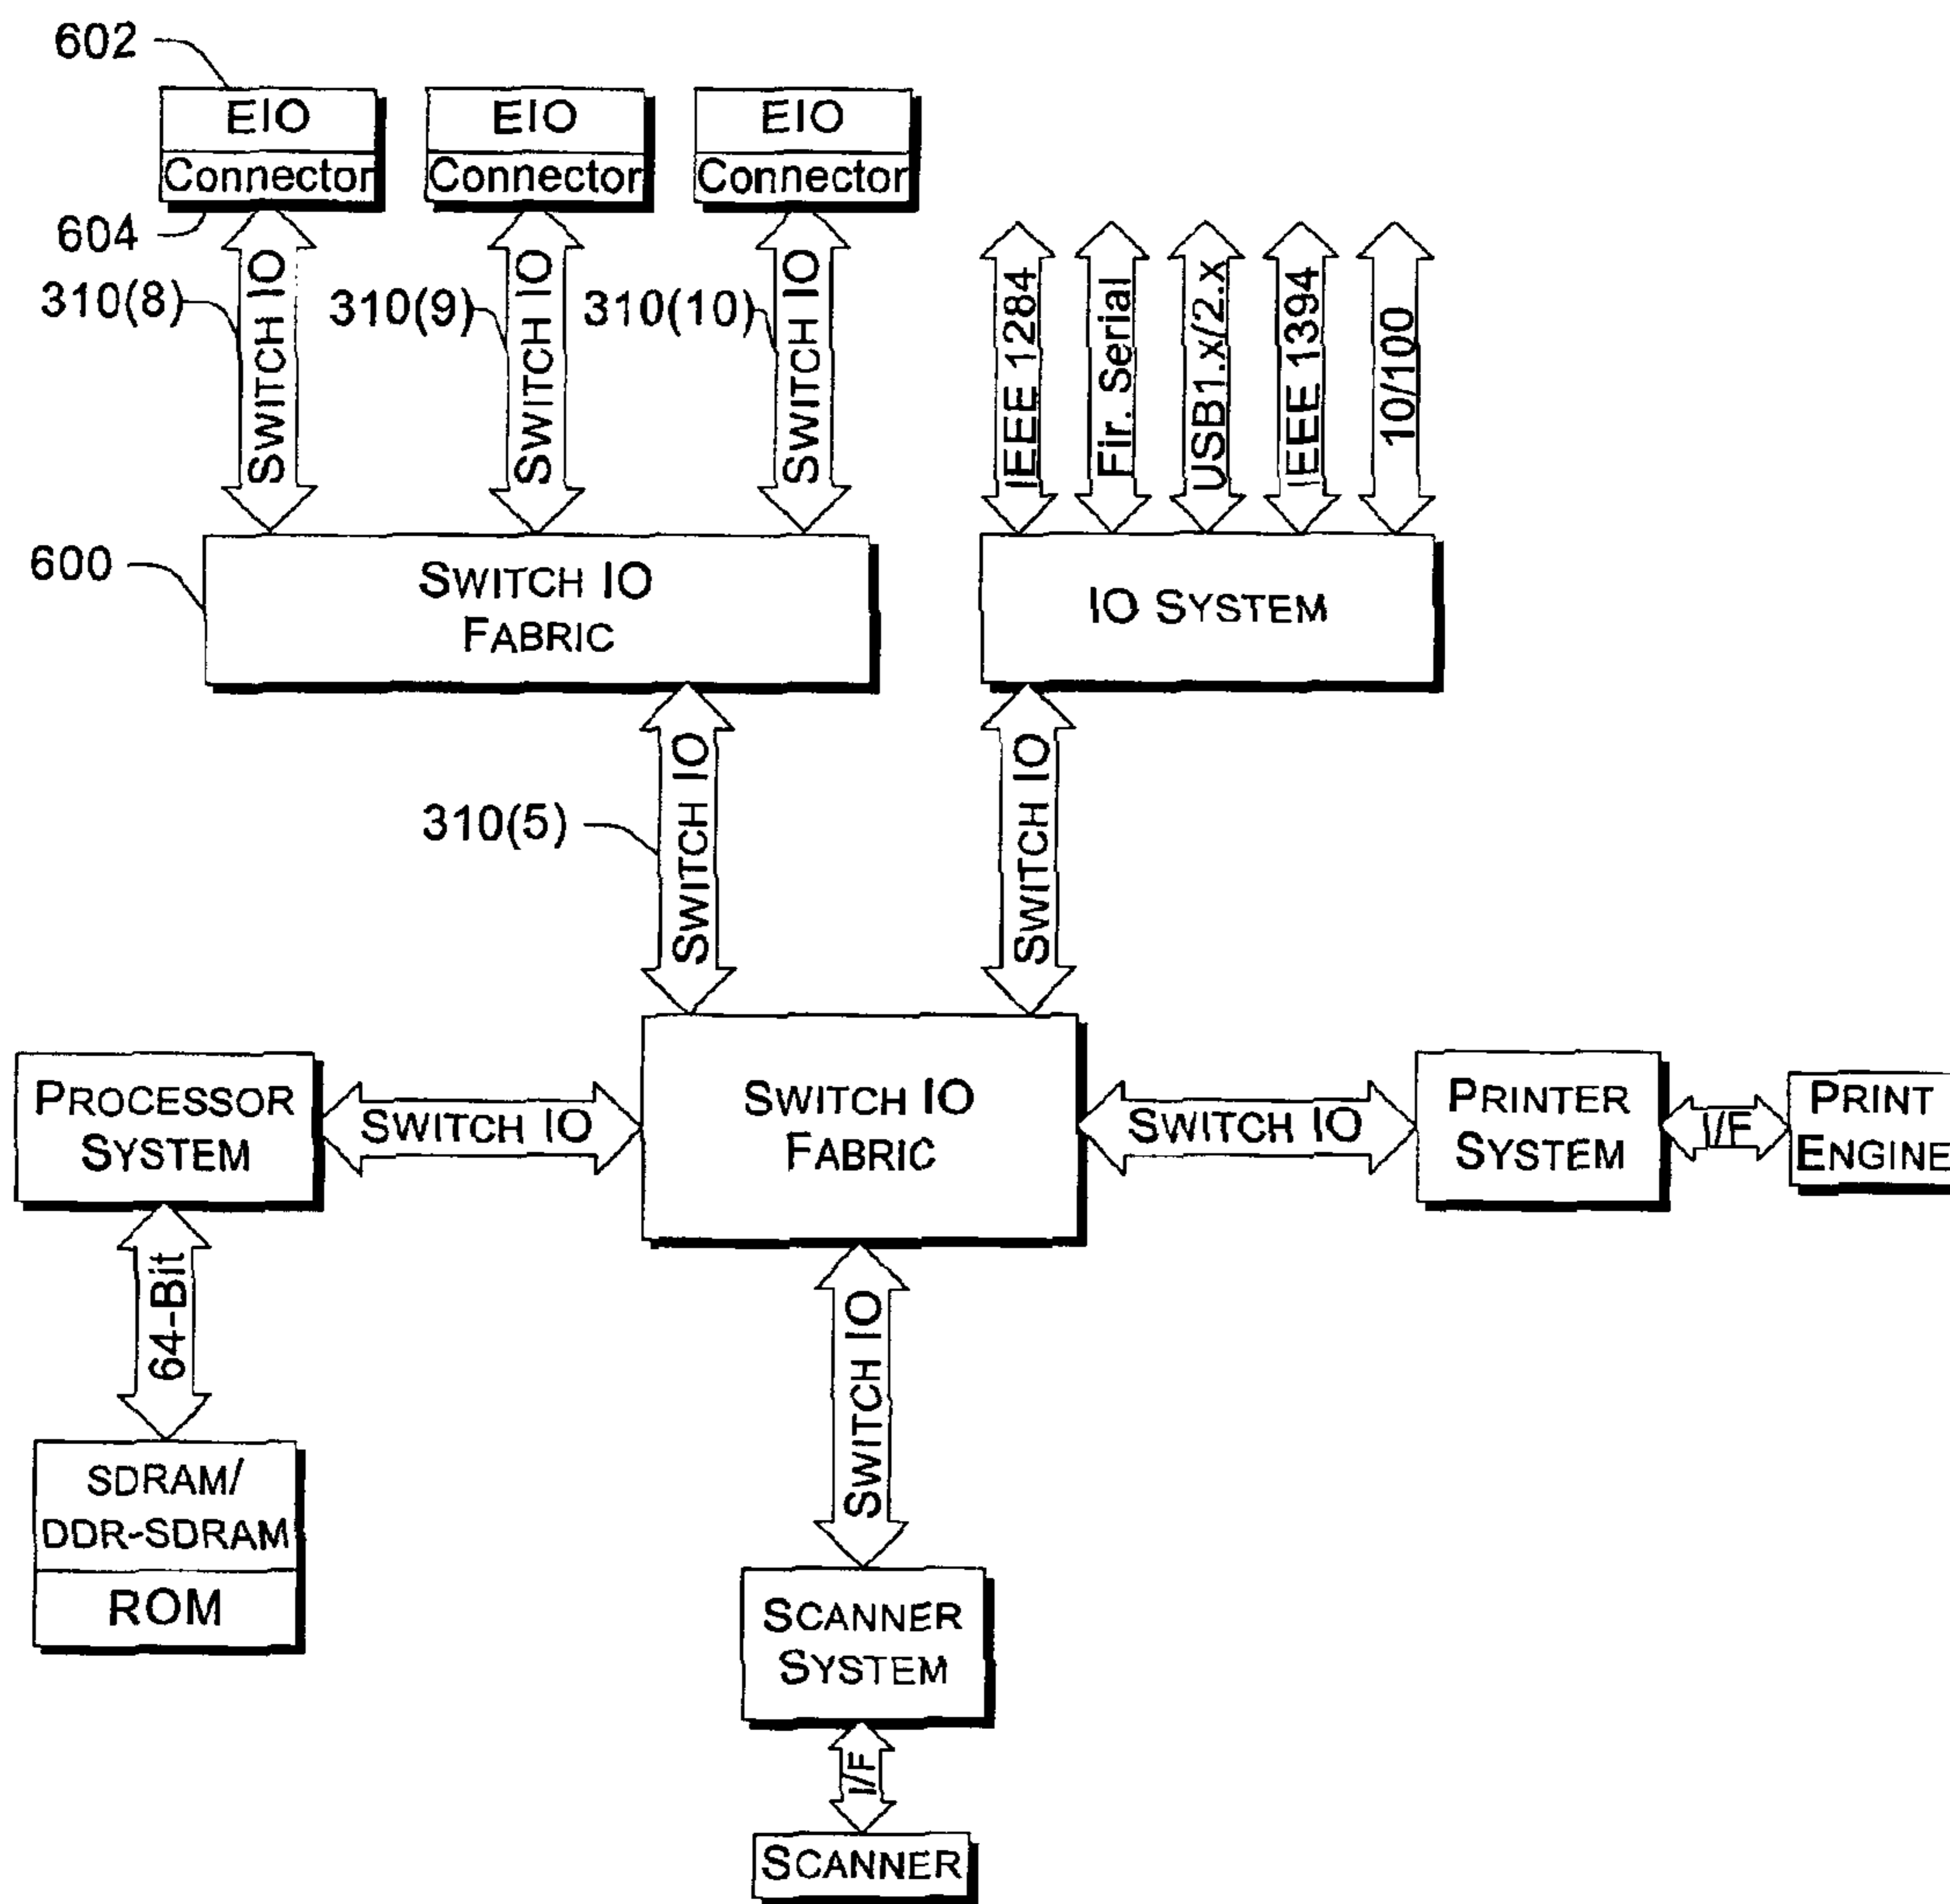 602
EIO
EIO
EIO
Connector
Connector
Connector
604
310(8)
310(9)
310(10)
SWITCH IO
SWITCH IO
SWITCH IO
IEEE 1284
Fir. Serial
USB1.x/2.x
IEEE 1394
10/100
600
SWITCH IO
FABRIC
IO SYSTEM
310(5)
SWITCH IO
SWITCH IO
PROCESSOR
SYSTEM
SWITCH IO
SWITCH IO
FABRIC
SWITCH IO
PRINTER
SYSTEM
I/F
PRINT
ENGINE
64-Bit
SWITCH IO
SDRAM/
DDR-SDRAM
ROM
SCANNER
SYSTEM
I/F
SCANNER